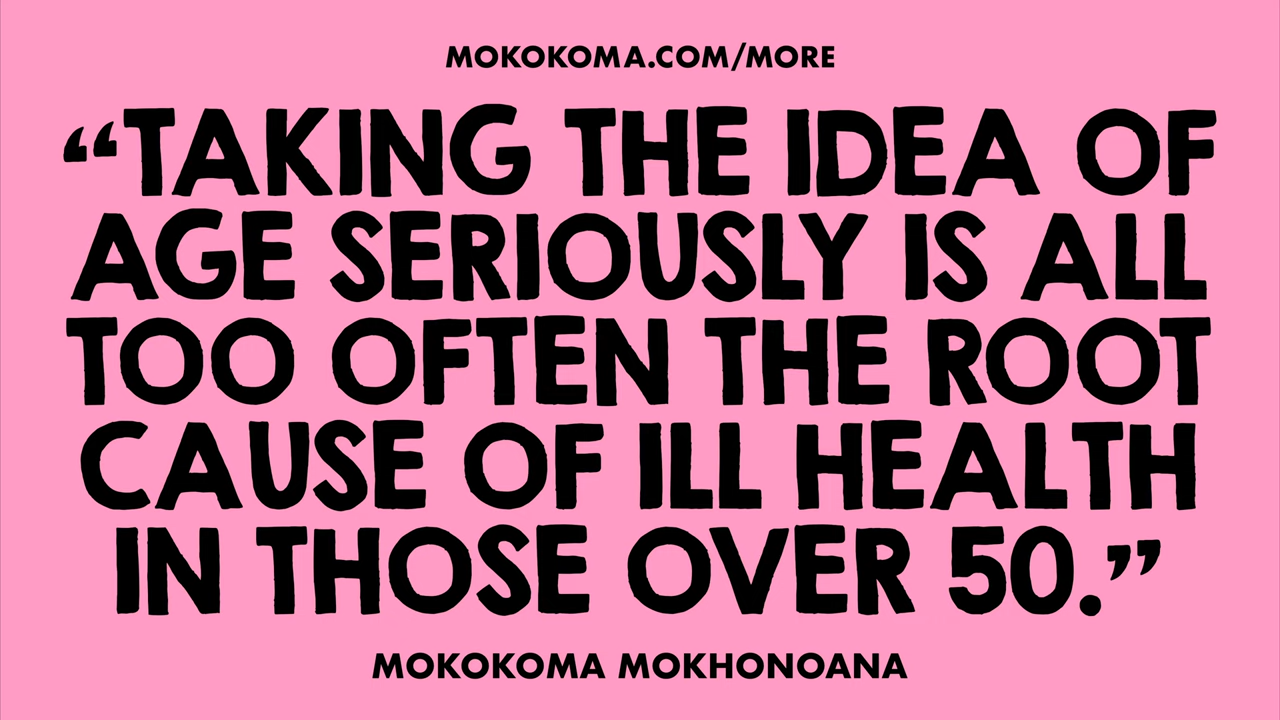 MOKOKOMA.COM/MORE
“TAKING THE IDEA OF
AGE SERIOUSLY IS ALL
TOO OFTEN THE ROOT
CAUSE OF ILL HEALTH
IN THOSE OVER 50.”
MOKOKOMA MOKHONOANA